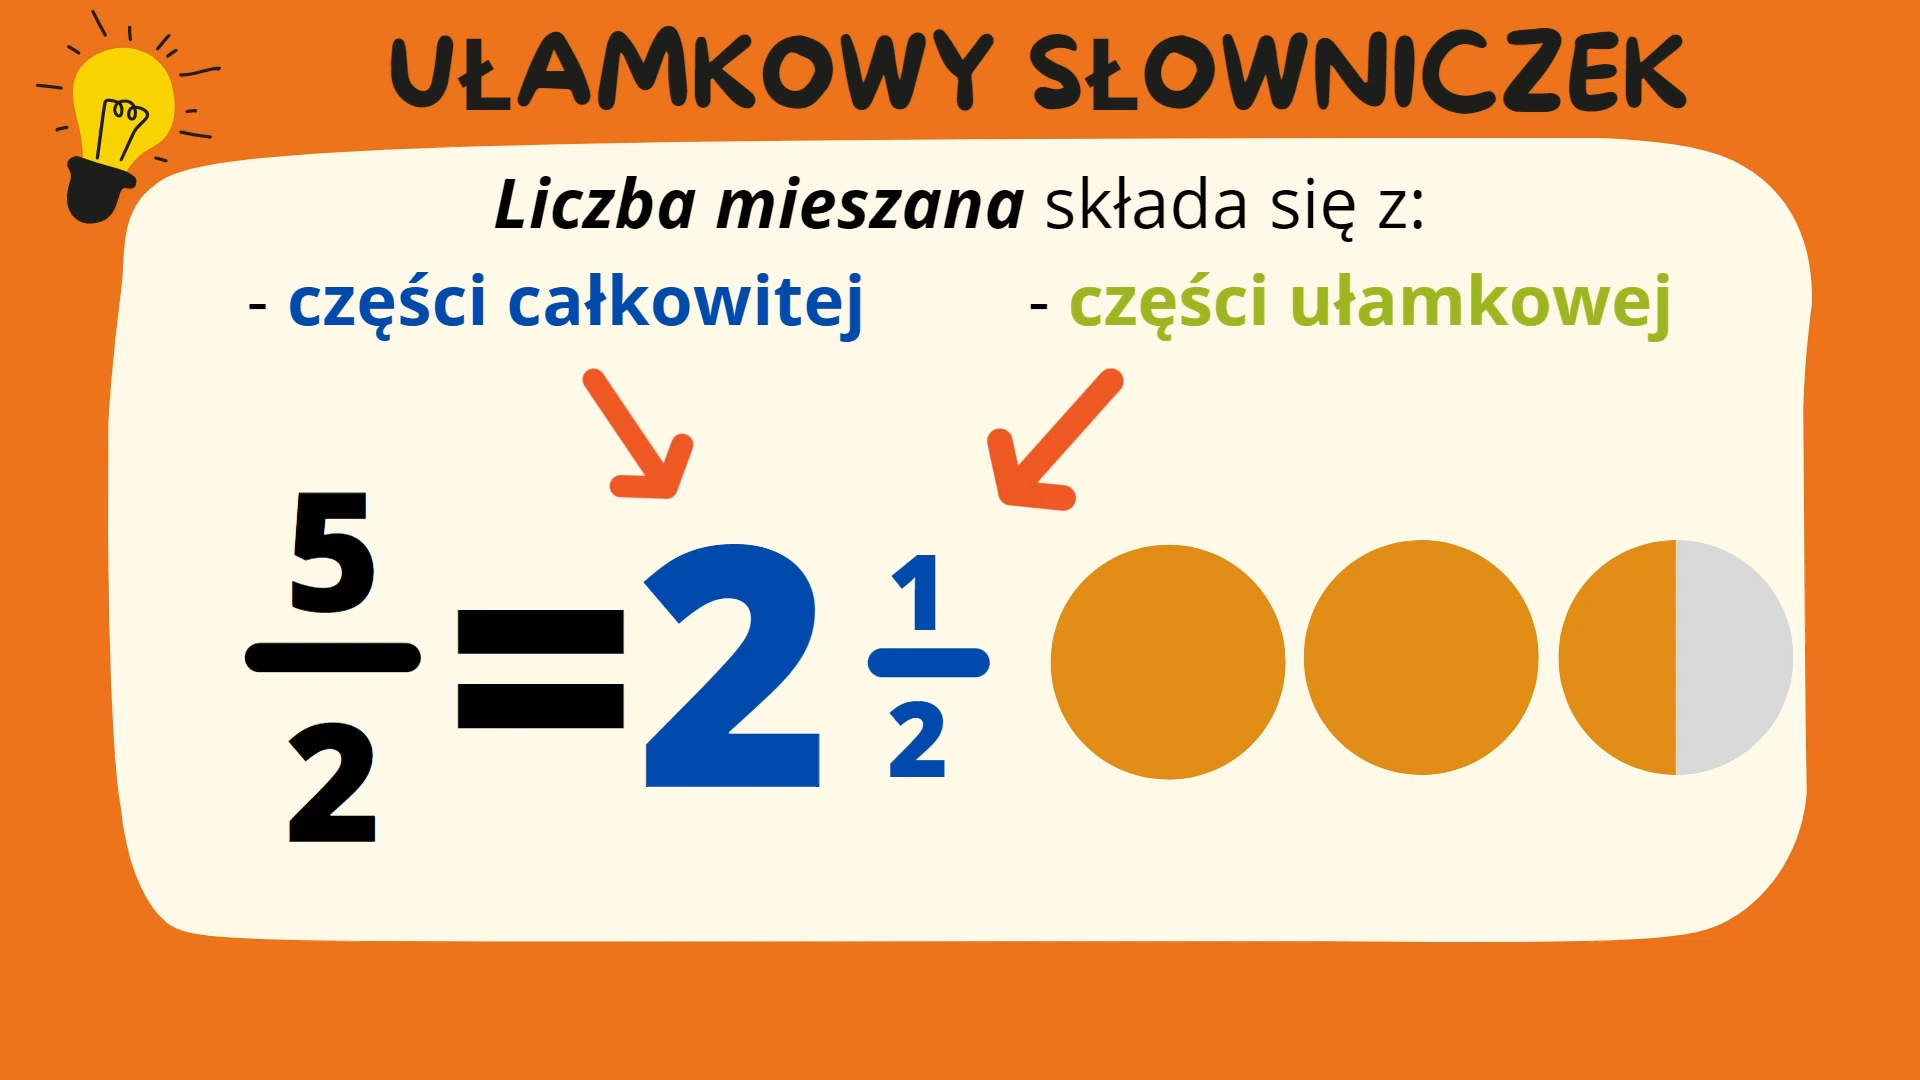 UŁAMKOWY SŁOWNICZEK
Liczba mieszana składa się z:
- części całkowitej - części ułamkowej
5/2 = 2 1/2